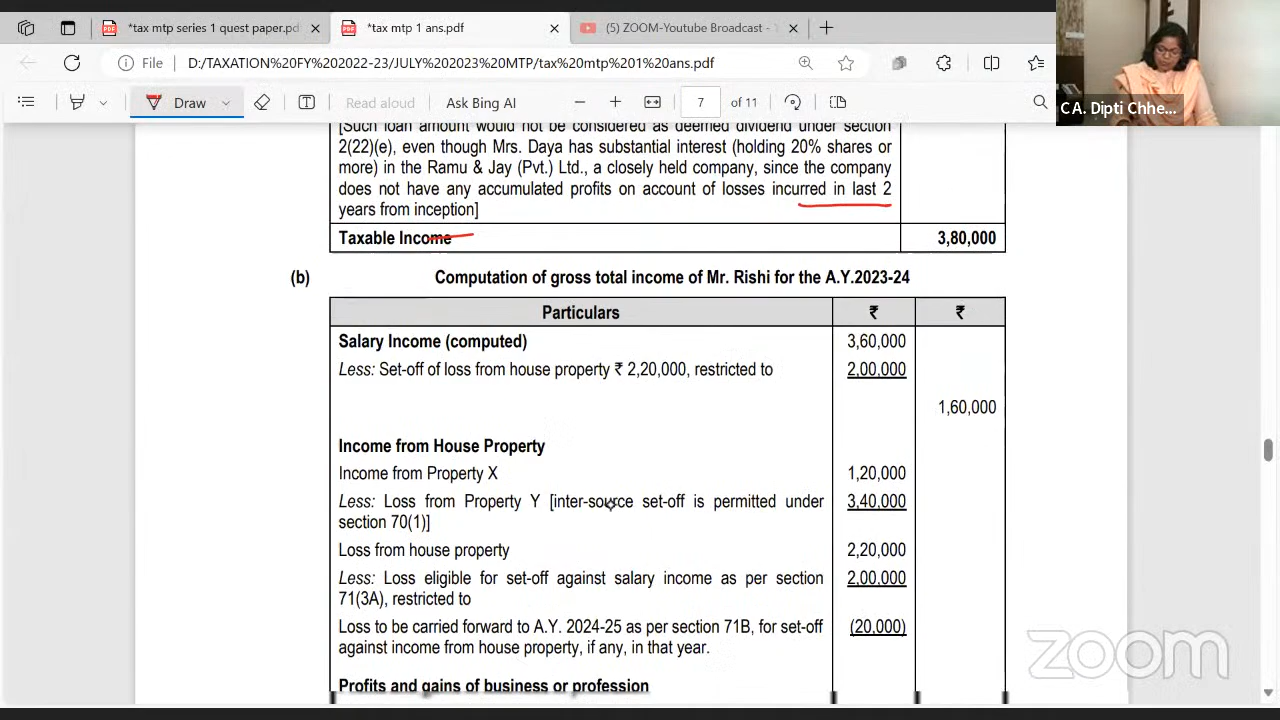 *tax mtp series 1 quest paper.pd
*tax mtp 1 ans.pdf
(5) ZOOM-Youtube Broadcast -
File
D:/TAXATION%20FY%202022-23/JULY%202023%20MTP/tax%20mtp%201%20ans.pdf
Draw
Read aloud
Ask Bing AI
7
of 11
CA. Dipti Chhe...
[Such loan amount would not be considered as deemed dividend under section
2(22)(e), even though Mrs. Daya has substantial interest (holding 20% shares or
more) in the Ramu & Jay (Pvt.) Ltd., a closely held company, since the company
does not have any accumulated profits on account of losses incurred in last 2
years from inception]
Taxable Income 3,80,000
(b) Computation of gross total income of Mr. Rishi for the A.Y.2023-24
Particulars ₹ ₹
Salary Income (computed) 3,60,000
Less: Set-off of loss from house property ₹ 2,20,000, restricted to 2,00,000
1,60,000
Income from House Property
Income from Property X 1,20,000
Less: Loss from Property Y [inter-source set-off is permitted under 3,40,000
section 70(1)]
Loss from house property 2,20,000
Less: Loss eligible for set-off against salary income as per section 2,00,000
71(3A), restricted to
Loss to be carried forward to A.Y. 2024-25 as per section 71B, for set-off (20,000)
against income from house property, if any, in that year.
Profits and gains of business or profession
zoom